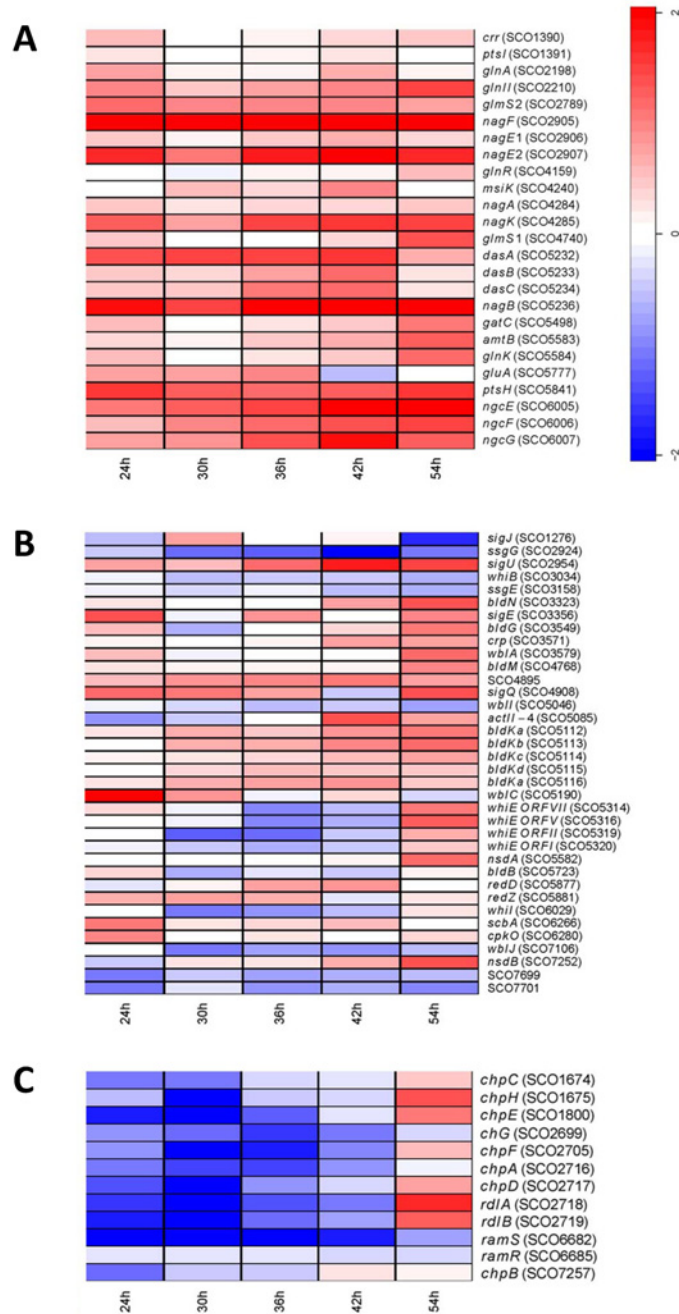 A
crr (SCO1390)
ptsI (SCO1391)
glnA (SCO2198)
glnII (SCO2210)
glmS2 (SCO2789)
nagF (SCO2905)
nagE1 (SCO2906)
nagE2 (SCO2907)
glnR (SCO4159)
msiK (SCO4240)
nagA (SCO4284)
nagK (SCO4285)
glmS1 (SCO4740)
dasA (SCO5232)
dasB (SCO5233)
dasC (SCO5234)
nagB (SCO5236)
gatC (SCO5498)
amtB (SCO5583)
glnK (SCO5584)
gluA (SCO5777)
ptsH (SCO5841)
ngcE (SCO6005)
ngcF (SCO6006)
ngcG (SCO6007)
24h 30h 36h 42h 54h
2
0
-2
B
sigJ (SCO1276)
ssgG (SCO2924)
sigU (SCO2954)
whiB (SCO3034)
ssgE (SCO3158)
bldN (SCO3323)
sigE (SCO3356)
bldG (SCO3549)
crp (SCO3571)
wblA (SCO3579)
bldM (SCO4768)
SCO4895
sigQ (SCO4908)
wblI (SCO5046)
actII-4 (SCO5085)
bldKa (SCO5112)
bldKb (SCO5113)
bldKc (SCO5114)
bldKd (SCO5115)
bldKa (SCO5116)
wblC (SCO5190)
whiE ORFVII (SCO5314)
whiE ORFV (SCO5316)
whiE ORFII (SCO5319)
whiE ORFI (SCO5320)
nsdA (SCO5582)
bldB (SCO5723)
redD (SCO5877)
redZ (SCO5881)
whiI (SCO6029)
scbA (SCO6266)
cpkO (SCO6280)
wblJ (SCO7106)
nsdB (SCO7252)
SCO7699
SCO7701
24h 30h 36h 42h 54h
C
chpC (SCO1674)
chpH (SCO1675)
chpE (SCO1800)
chG (SCO2699)
chpF (SCO2705)
chpA (SCO2716)
chpD (SCO2717)
rdlA (SCO2718)
rdlB (SCO2719)
ramS (SCO6682)
ramR (SCO6685)
chpB (SCO7257)
24h 30h 36h 42h 54h